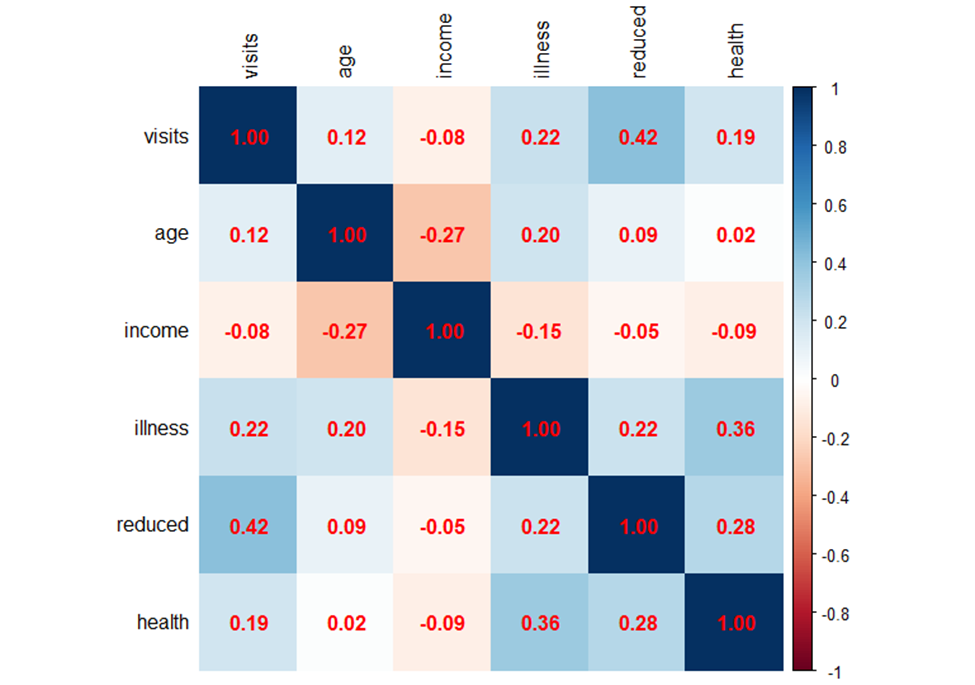 visits age income illness reduced health
visits 1.00 0.12 -0.08 0.22 0.42 0.19
age 0.12 1.00 -0.27 0.20 0.09 0.02
income -0.08 -0.27 1.00 -0.15 -0.05 -0.09
illness 0.22 0.20 -0.15 1.00 0.22 0.36
reduced 0.42 0.09 -0.05 0.22 1.00 0.28
health 0.19 0.02 -0.09 0.36 0.28 1.00
1
0.8
0.6
0.4
0.2
0
-0.2
-0.4
-0.6
-0.8
-1